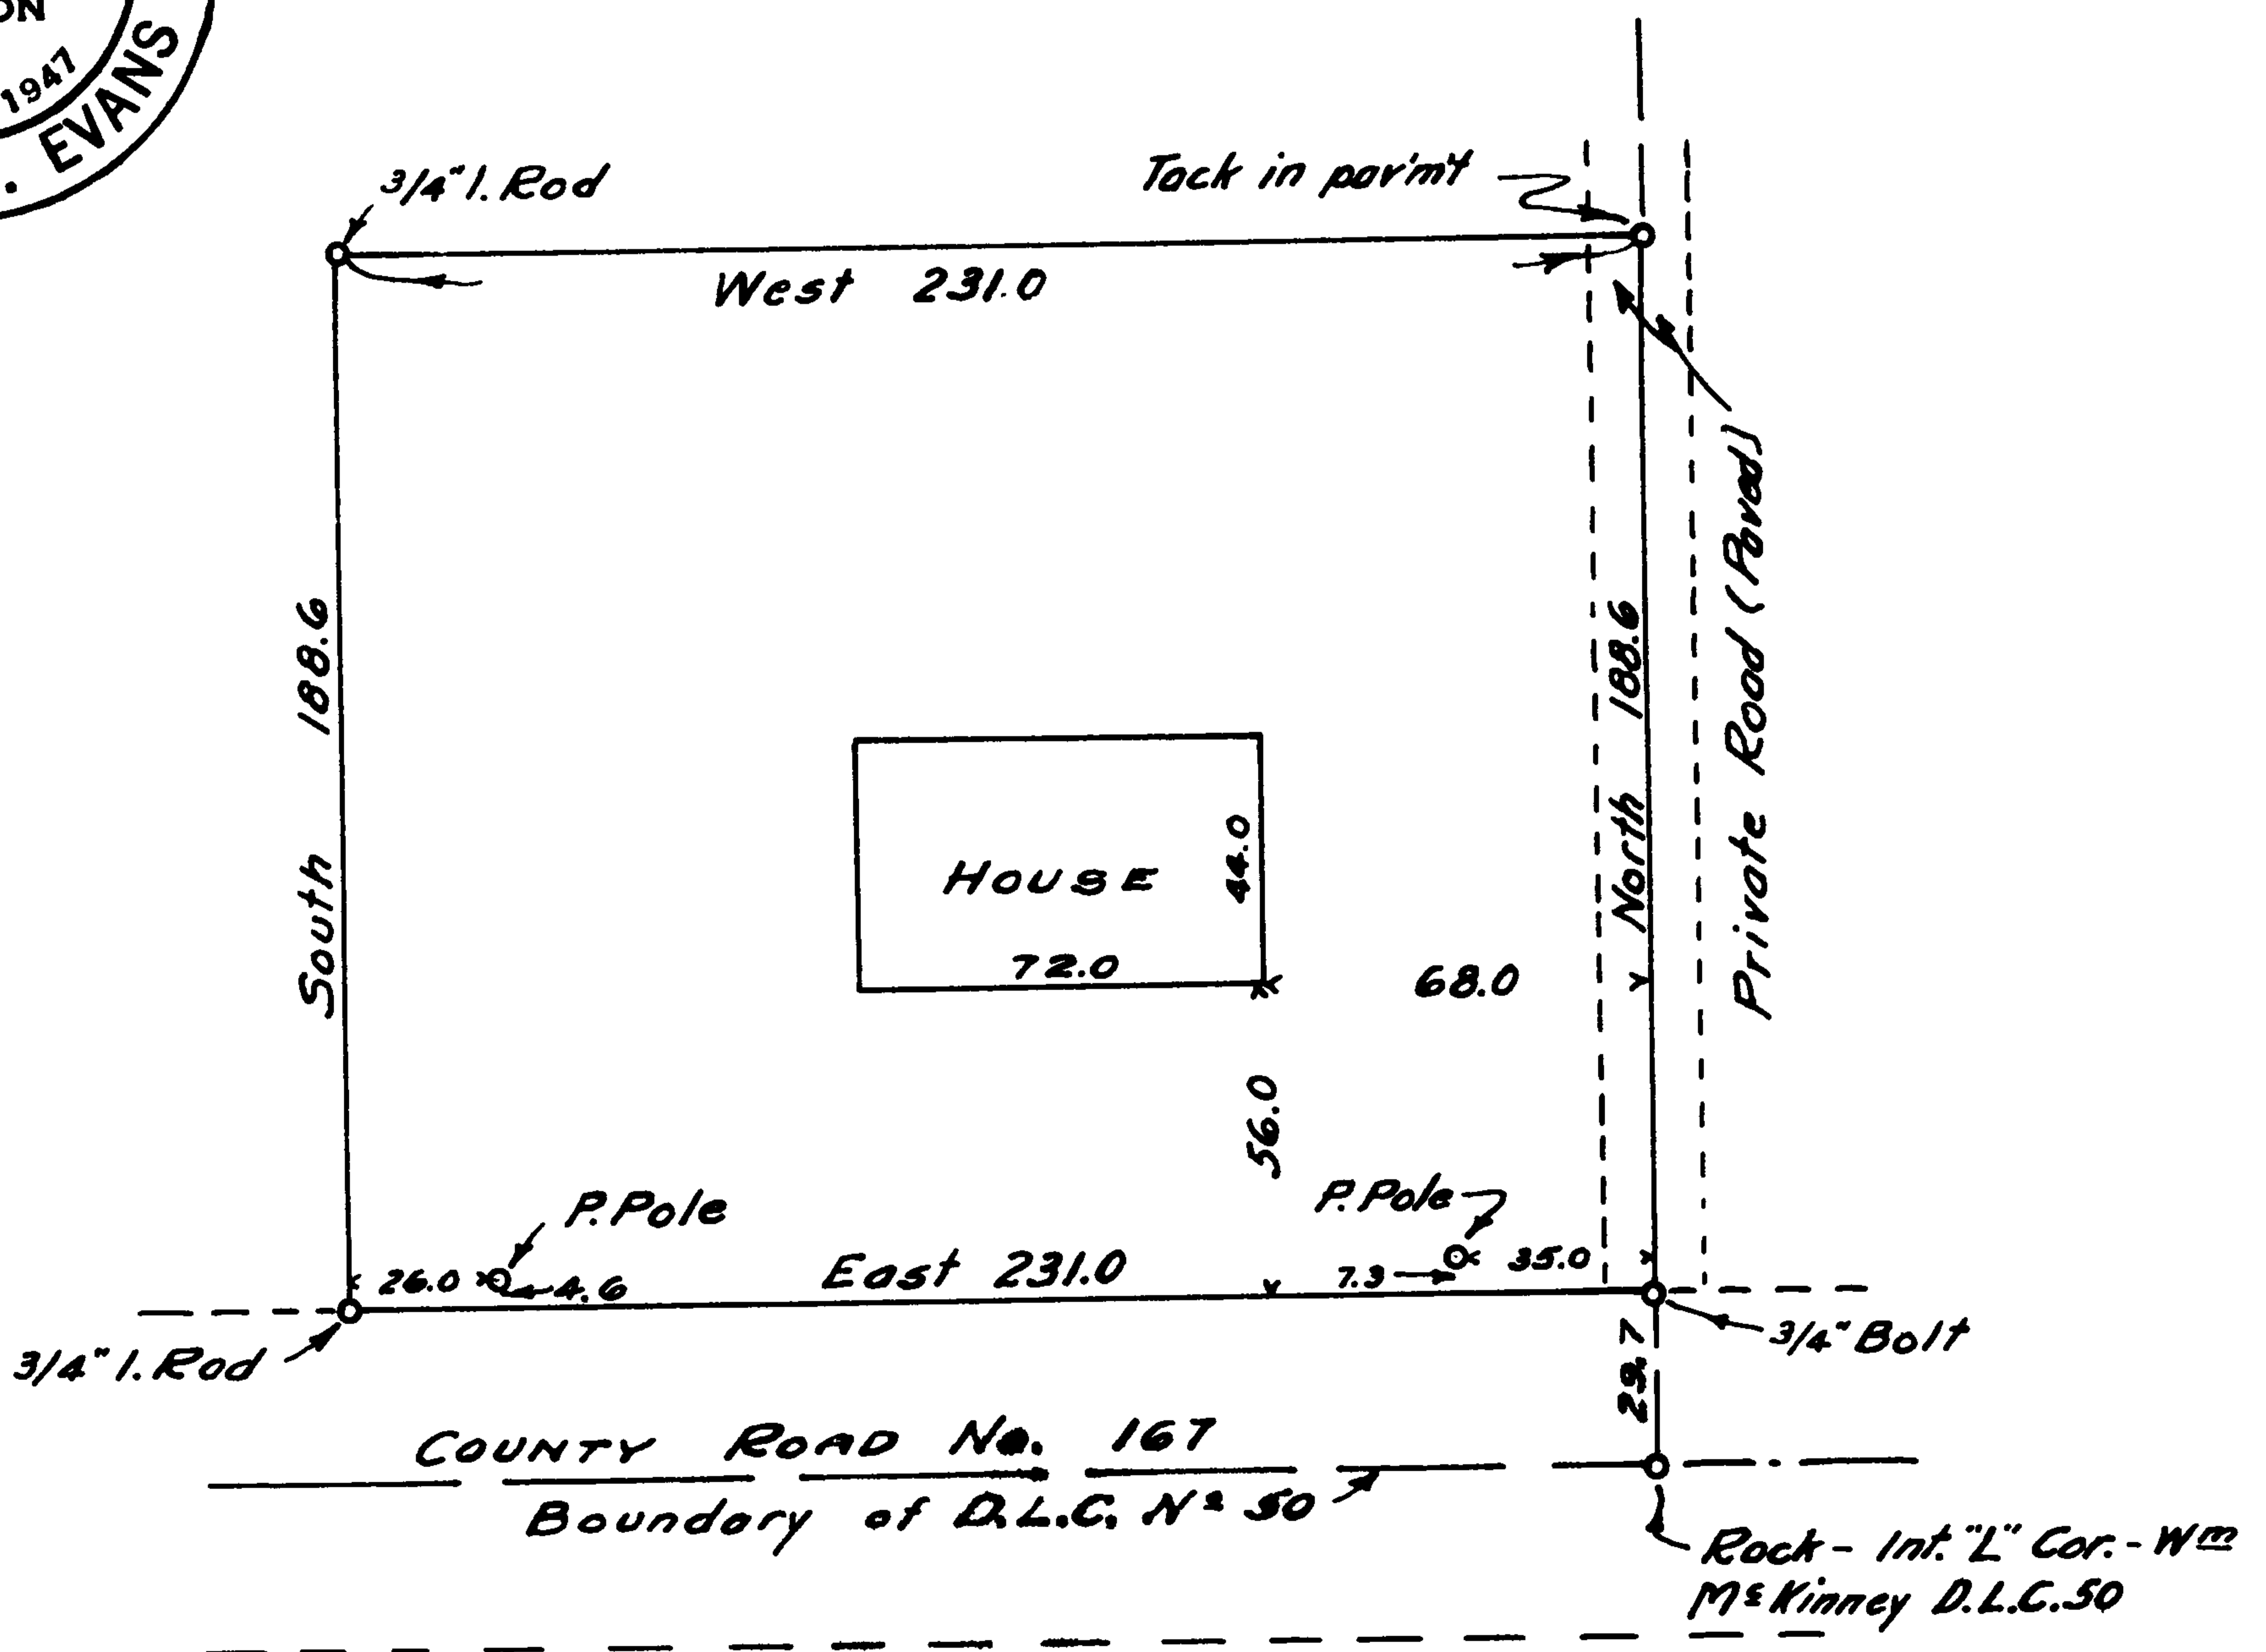 ON
1947
. EVANS
3/4" I. Rod
Tack in pav'mt
West 231.0
South 188.6
North 188.6
Private Road (Paved)
HOUSE
44.0
72.0
68.0
56.0
P. Pole
P. Pole
26.0
4.6
East 231.0
7.3
35.0
3/4" I. Rod
3/4" Bolt
29.7
COUNTY ROAD No. 167
Boundary of D.L.C. Nº 50
Rock - Int. "L" Cor. - Wm
McKinney D.L.C. 50